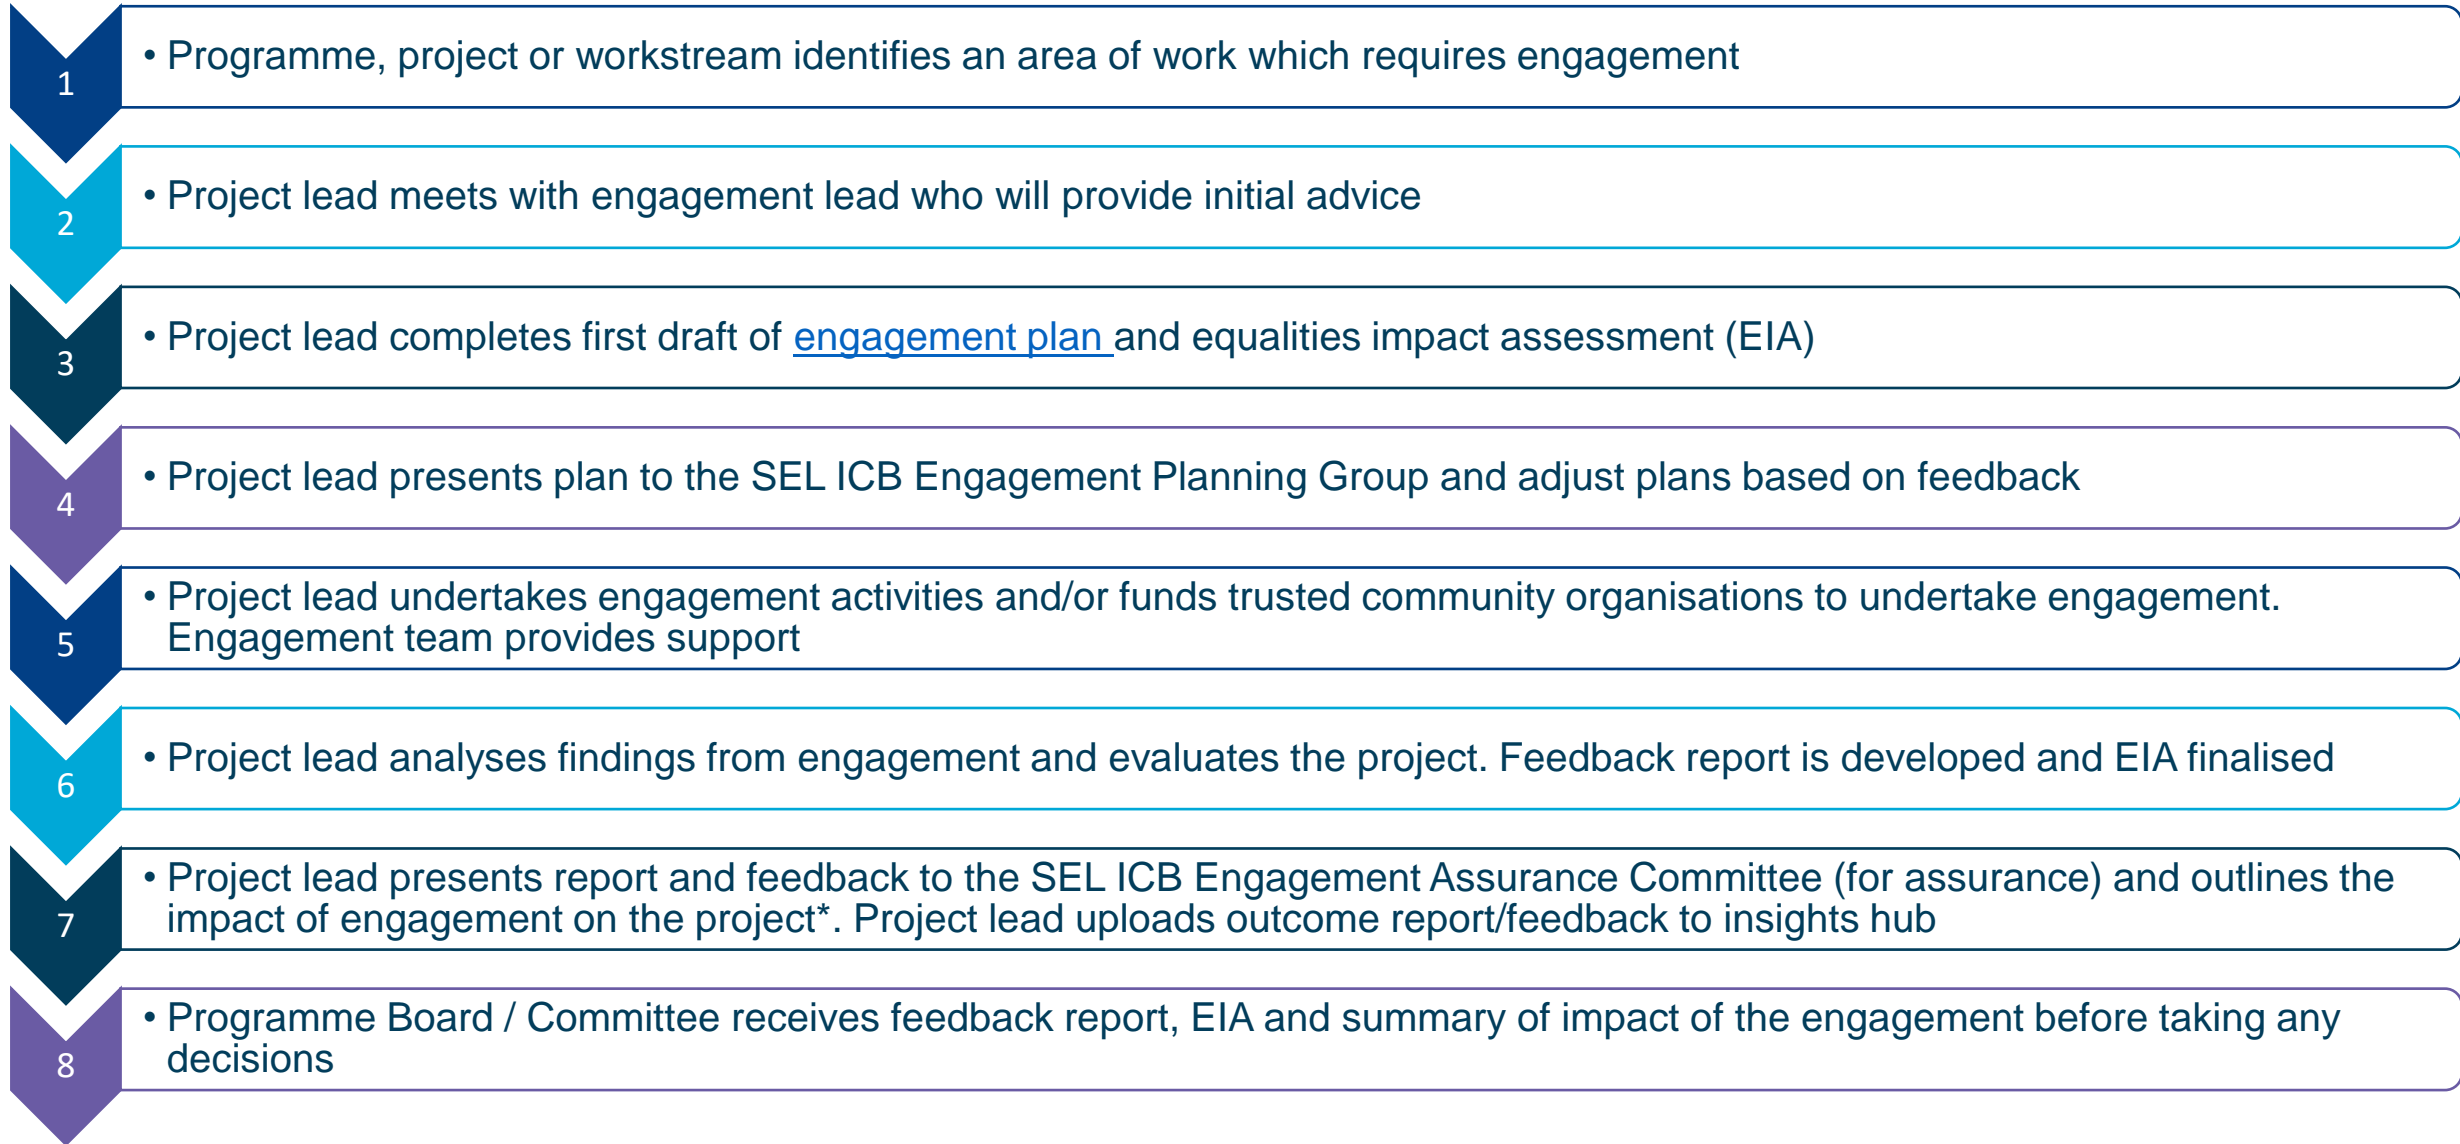 1
• Programme, project or workstream identifies an area of work which requires engagement
2
• Project lead meets with engagement lead who will provide initial advice
3
• Project lead completes first draft of engagement plan and equalities impact assessment (EIA)
4
• Project lead presents plan to the SEL ICB Engagement Planning Group and adjust plans based on feedback
5
• Project lead undertakes engagement activities and/or funds trusted community organisations to undertake engagement.
Engagement team provides support
6
• Project lead analyses findings from engagement and evaluates the project. Feedback report is developed and EIA finalised
7
• Project lead presents report and feedback to the SEL ICB Engagement Assurance Committee (for assurance) and outlines the
impact of engagement on the project*. Project lead uploads outcome report/feedback to insights hub
8
• Programme Board / Committee receives feedback report, EIA and summary of impact of the engagement before taking any
decisions